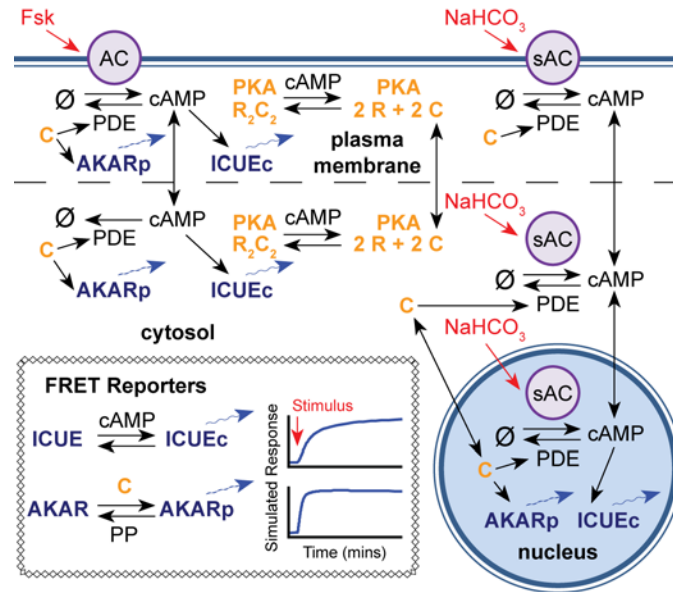 Fsk
AC
NaHCO3
sAC
Ø cAMP
PDE
C
AKARp
ICUEc
PKA cAMP PKA
R2C2 2 R + 2 C
plasma
membrane
Ø cAMP
PDE
C
Ø cAMP
PDE
C
AKARp
ICUEc
PKA cAMP PKA
R2C2 2 R + 2 C
cytosol
NaHCO3
sAC
Ø cAMP
PDE
C
NaHCO3
sAC
Ø cAMP
PDE
C
AKARp ICUEc
nucleus
FRET Reporters
cAMP
ICUE ICUEc
C
AKAR AKARp
PP
Stimulus
Simulated Response
Time (mins)